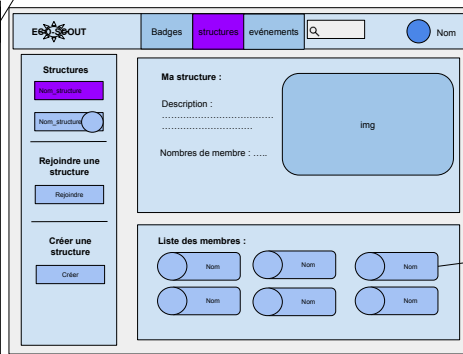 ECO-SCOUT
Badges
structures
evénements
Nom
Structures
Nom_structure
Nom_structure
Rejoindre une
structure
Rejoindre
Créer une
structure
Créer
Ma structure :
Description :
.......................................
................................
Nombres de membre : .....
img
Liste des membres :
Nom
Nom
Nom
Nom
Nom
Nom